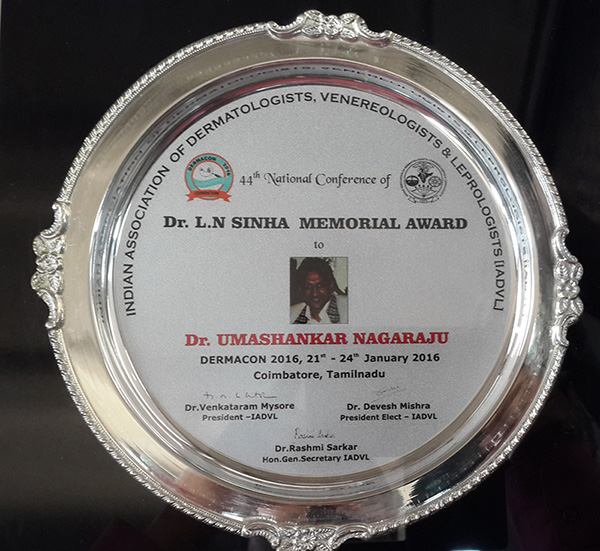 INDIAN ASSOCIATION OF DERMATOLOGISTS, VENEREOLOGISTS & LEPROLOGISTS [IADVL]
DERMACON 2016
44th National Conference of
Dr. L.N SINHA MEMORIAL AWARD
to
Dr. UMASHANKAR NAGARAJU
DERMACON 2016, 21st - 24th January 2016
Coimbatore, Tamilnadu
Dr.Venkataram Mysore
President –IADVL
Dr. Devesh Mishra
President Elect – IADVL
Dr.Rashmi Sarkar
Hon.Gen.Secretary IADVL